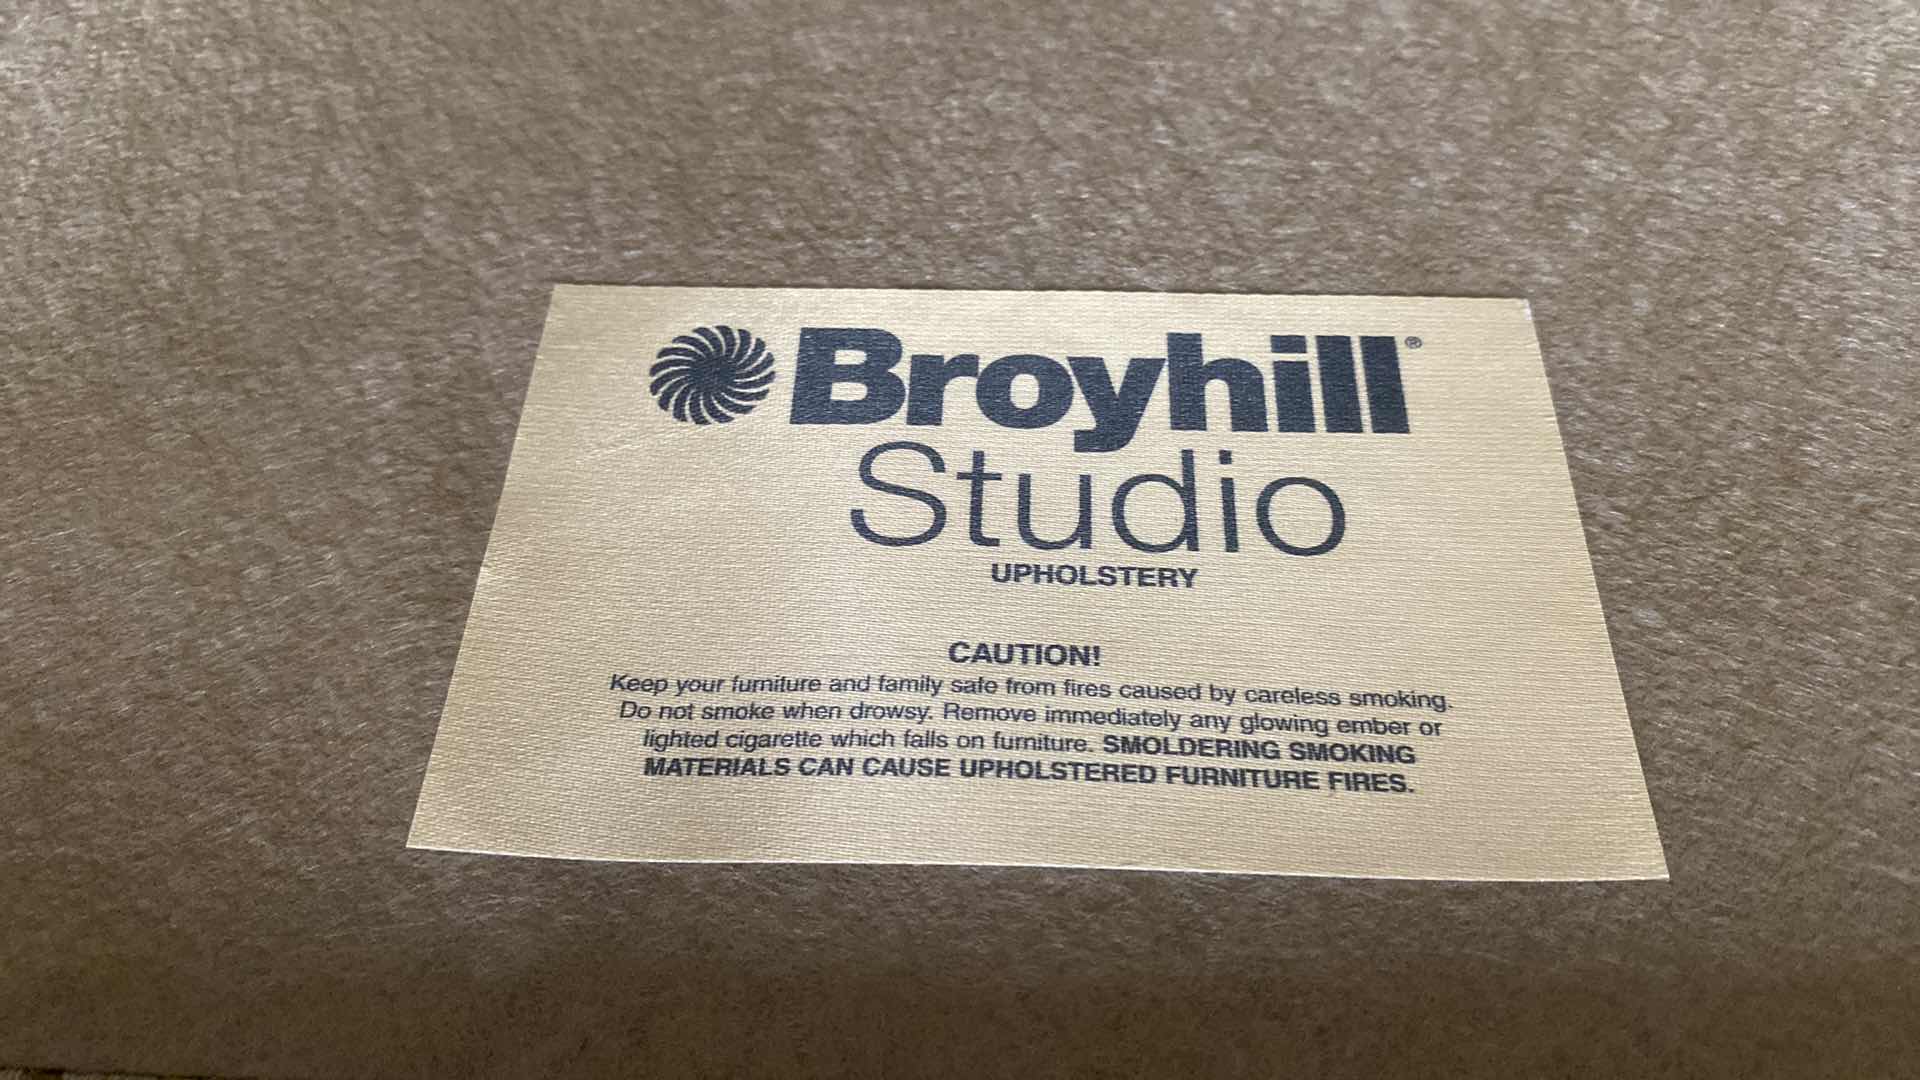 Broyhill®
Studio
UPHOLSTERY
CAUTION!
Keep your furniture and family safe from fires caused by careless smoking.
Do not smoke when drowsy. Remove immediately any glowing ember or
lighted cigarette which falls on furniture. SMOLDERING SMOKING
MATERIALS CAN CAUSE UPHOLSTERED FURNITURE FIRES.